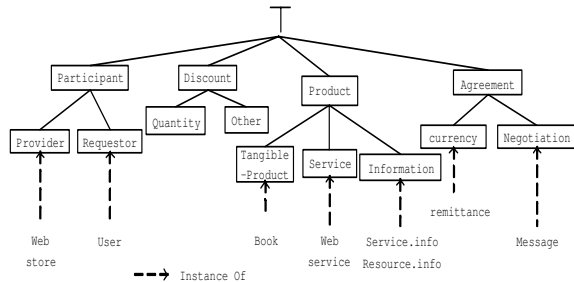 Participant
Discount
Product
Agreement
Provider
Requestor
Quantity
Other
Tangible
-Product
Service
Information
currency
Negotiation
Web
store
User
Book
Web
service
Service.info
Resource.info
remittance
Message
Instance Of